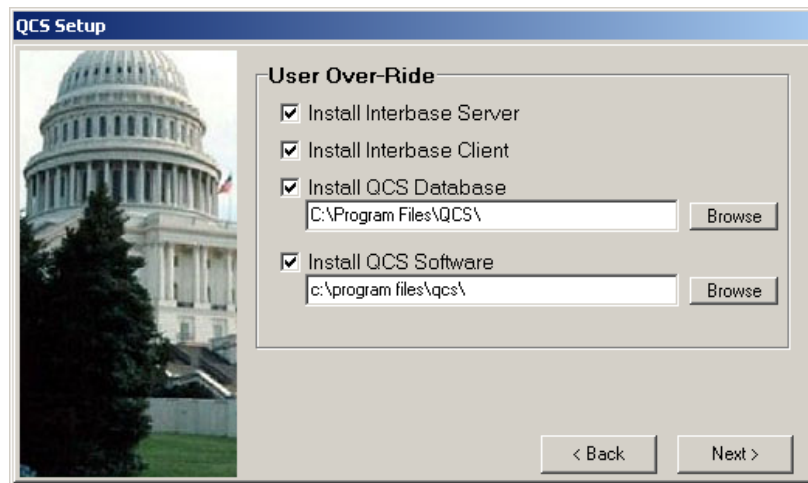 QCS Setup
User Over-Ride
Install Interbase Server
Install Interbase Client
Install QCS Database
C:\Program Files\QCS\
Browse
Install QCS Software
c:\program files\qcs\
Browse
< Back
Next >